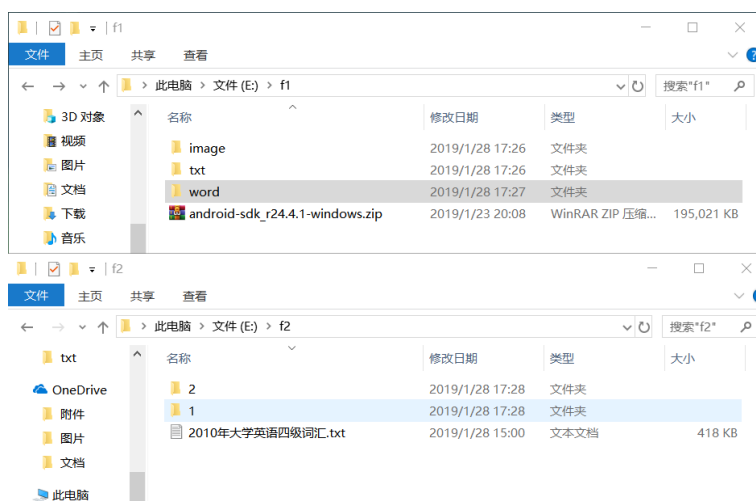 f1
文件 主页 共享 查看
此电脑 文件 (E:) f1 搜索"f1"
3D 对象 名称 修改日期 类型 大小
视频 image 2019/1/28 17:26 文件夹
图片 txt 2019/1/28 17:26 文件夹
文档 word 2019/1/28 17:27 文件夹
下载 android-sdk_r24.4.1-windows.zip 2019/1/23 20:08 WinRAR ZIP 压缩... 195,021 KB
音乐
f2
文件 主页 共享 查看
此电脑 文件 (E:) f2 搜索"f2"
txt 名称 修改日期 类型 大小
OneDrive 2 2019/1/28 17:28 文件夹
附件 1 2019/1/28 17:28 文件夹
图片 2010年大学英语四级词汇.txt 2019/1/28 15:00 文本文档 418 KB
文档
此电脑